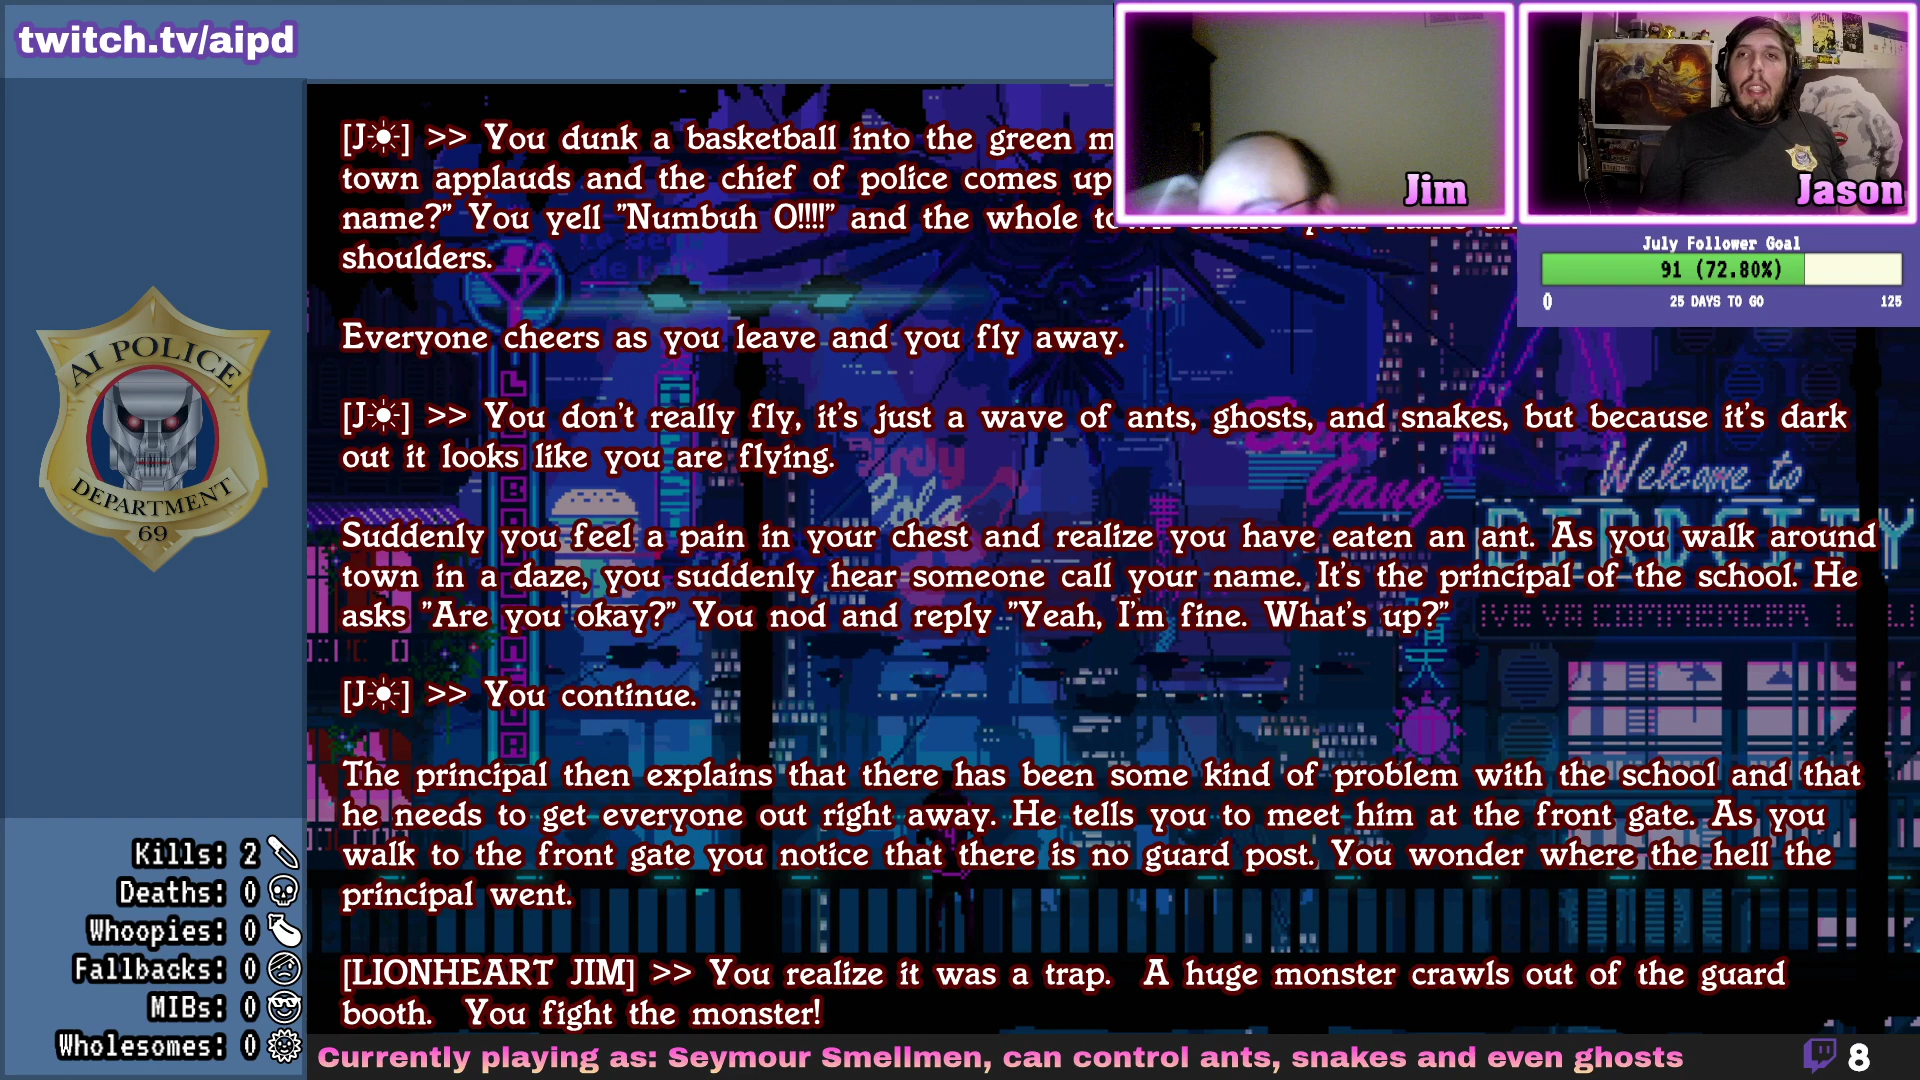 twitch.tv/aipd
[J☀] >> You dunk a basketball into the green m
town applauds and the chief of police comes up
name?" You yell "Numbuh O!!!!" and the whole town chants your name
shoulders.
Everyone cheers as you leave and you fly away.
[J☀] >> You don't really fly, it's just a wave of ants, ghosts, and snakes, but because it's dark
out it looks like you are flying.
Suddenly you feel a pain in your chest and realize you have eaten an ant. As you walk around
town in a daze, you suddenly hear someone call your name. It's the principal of the school. He
asks "Are you okay?" You nod and reply "Yeah, I'm fine. What's up?"
[J☀] >> You continue.
The principal then explains that there has been some kind of problem with the school and that
he needs to get everyone out right away. He tells you to meet him at the front gate. As you
walk to the front gate you notice that there is no guard post. You wonder where the hell the
principal went.
[LIONHEART JIM] >> You realize it was a trap. A huge monster crawls out of the guard
booth. You fight the monster!
Jim
Jason
July Follower Goal
91 (72.80%)
0
25 DAYS TO GO
125
AI POLICE
DEPARTMENT
69
Gang
Welcome to
BIRDCITY
Kills: 2
Deaths: 0
Whoopies: 0
Fallbacks: 0
MIBs: 0
Wholesomes: 0
Currently playing as: Seymour Smellmen, can control ants, snakes and even ghosts
8